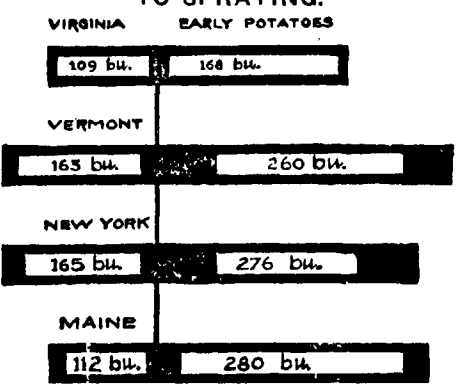 TO SPRAYING.
VIRGINIA EARLY POTATOES
109 bu. 168 bu.
VERMONT
163 bu. 260 bu.
NEW YORK
165 bu. 276 bu.
MAINE
112 bu. 280 bu.